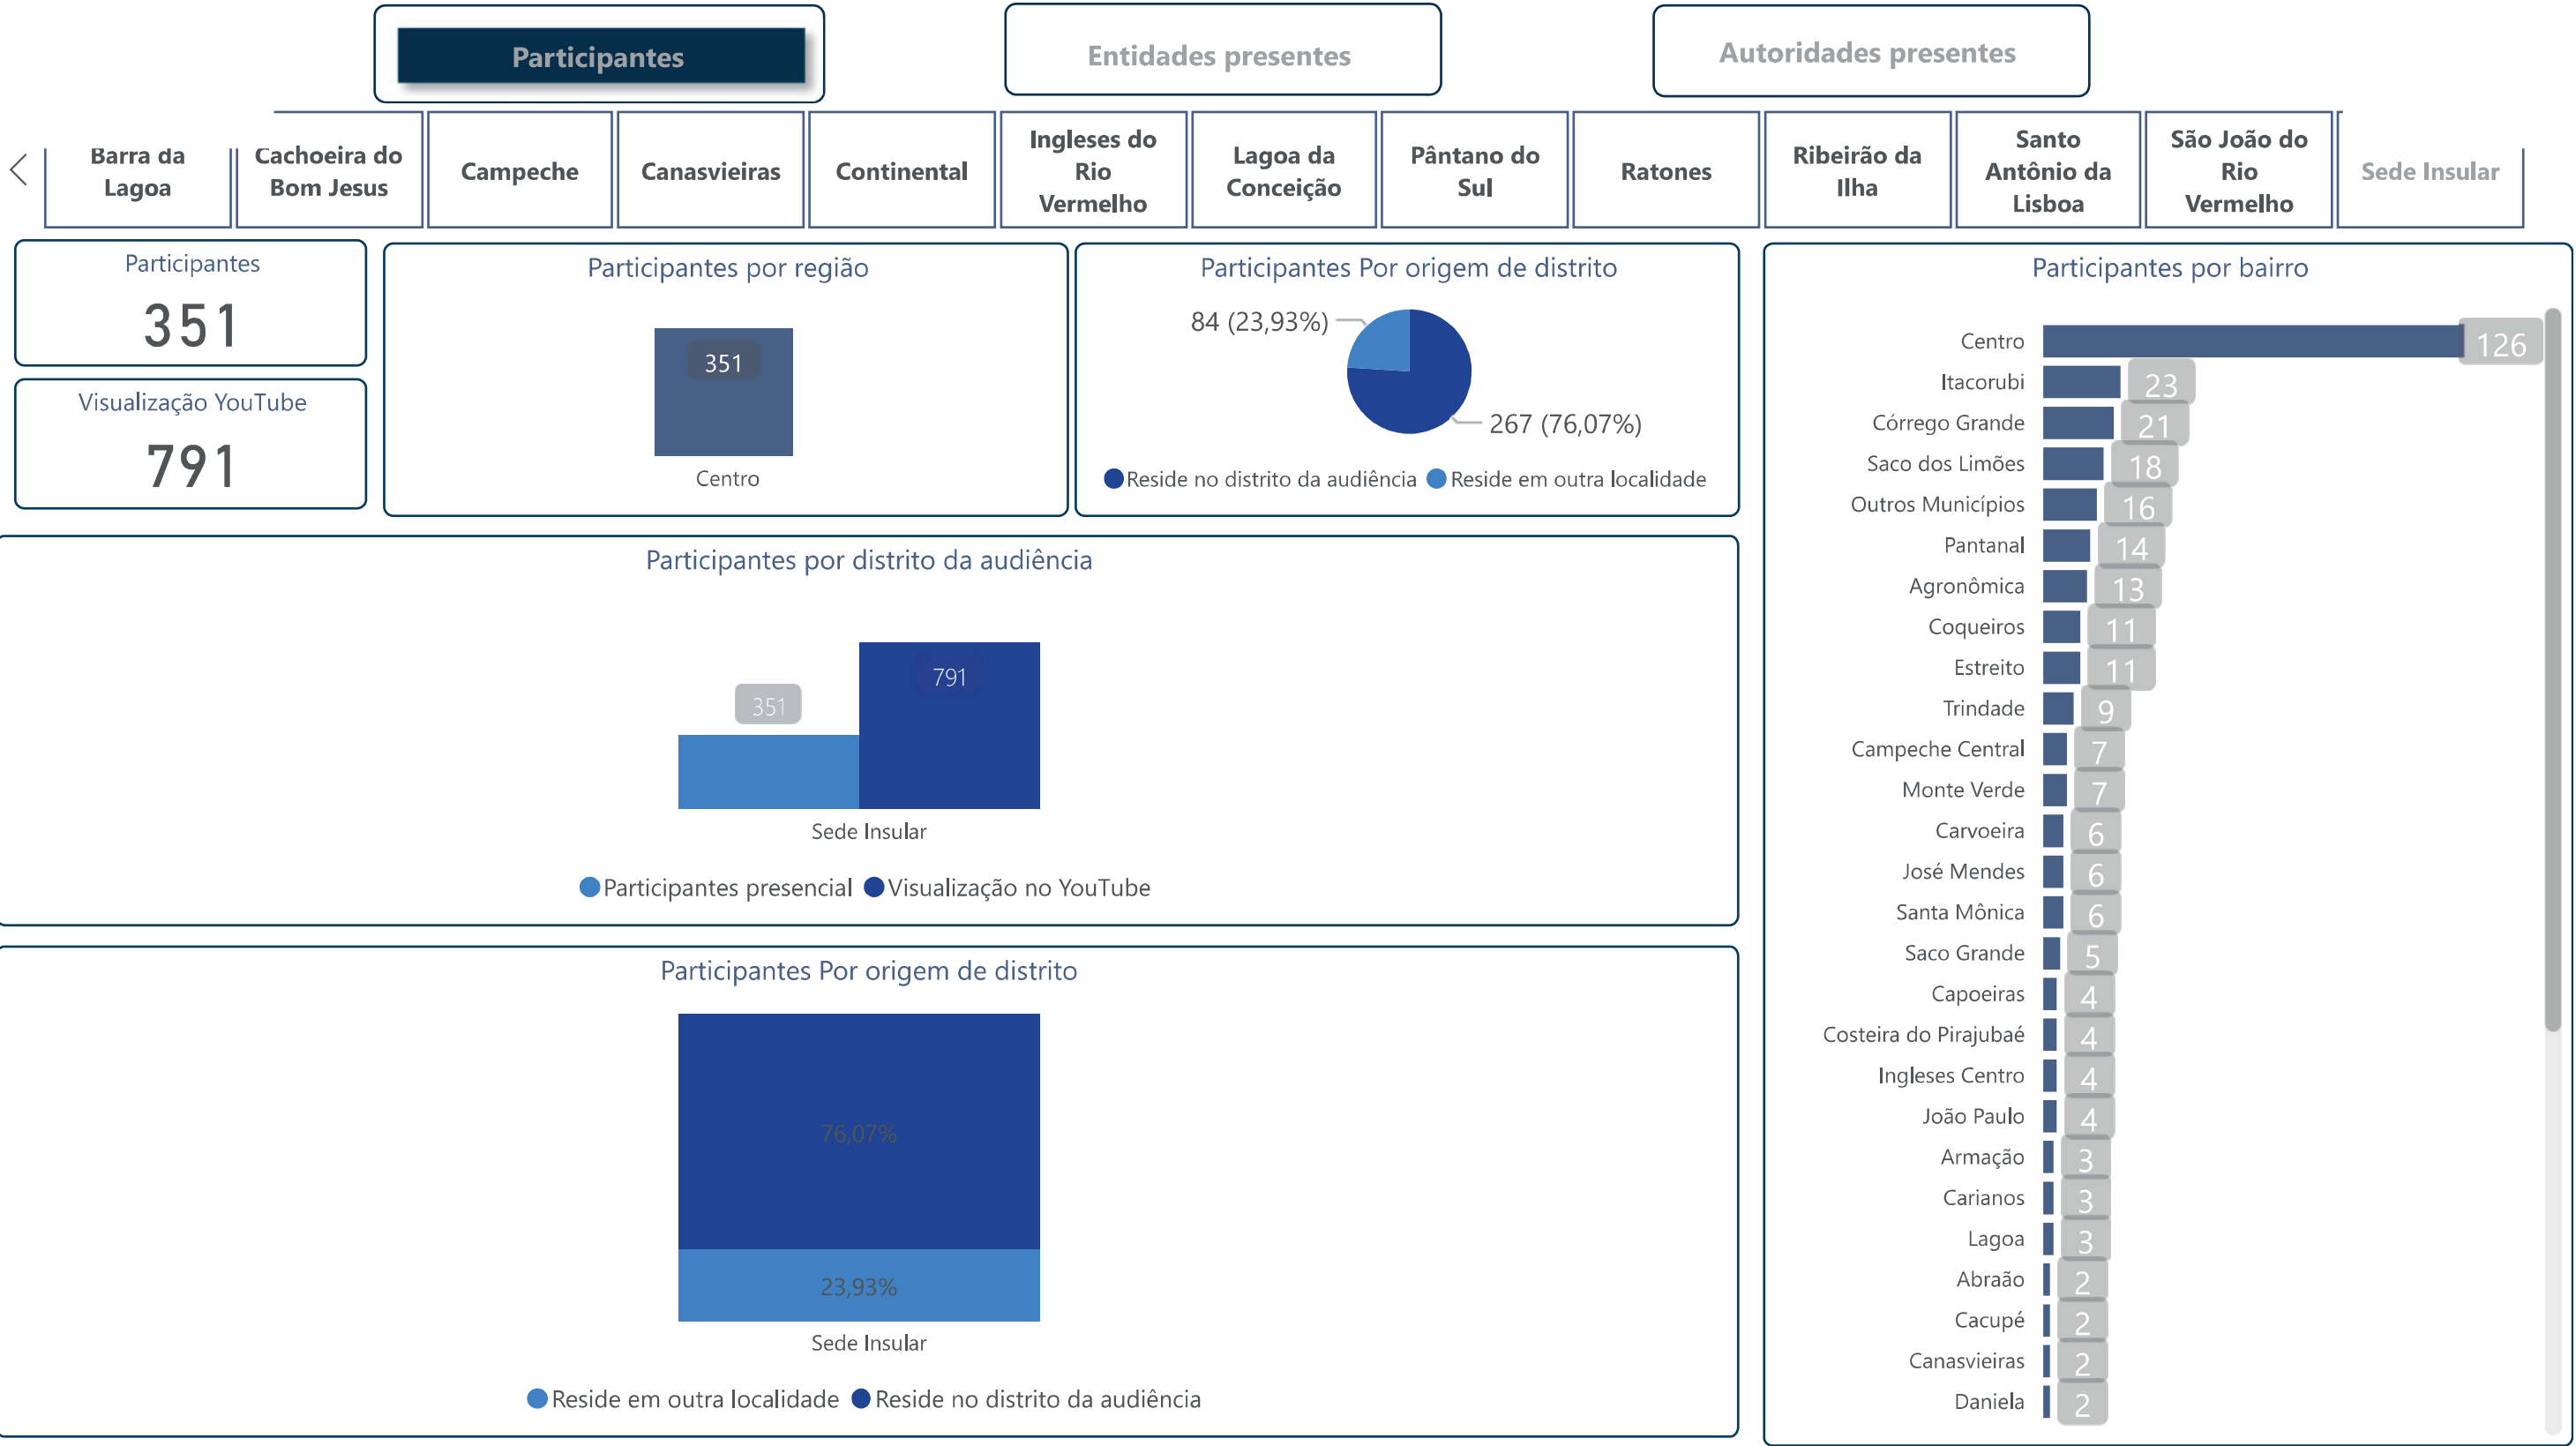 Participantes
Entidades presentes
Autoridades presentes
Barra da
Lagoa
Cachoeira do
Bom Jesus
Campeche
Canasvieiras
Continental
Ingleses do
Rio
Vermelho
Lagoa da
Conceição
Pântano do
Sul
Ratones
Ribeirão da
Ilha
Santo
Antônio da
Lisboa
São João do
Rio
Vermelho
Sede Insular
Participantes
351
Visualização YouTube
791
Participantes por região
351
Centro
Participantes Por origem de distrito
84 (23,93%)
267 (76,07%)
Reside no distrito da audiência Reside em outra localidade
Participantes por distrito da audiência
351
791
Sede Insular
Participantes presencial Visualização no YouTube
Participantes Por origem de distrito
76,07%
23,93%
Sede Insular
Reside em outra localidade Reside no distrito da audiência
Participantes por bairro
Centro 126
Itacorubi 23
Córrego Grande 21
Saco dos Limões 18
Outros Municípios 16
Pantanal 14
Agronômica 13
Coqueiros 11
Estreito 11
Trindade 9
Campeche Central 7
Monte Verde 7
Carvoeira 6
José Mendes 6
Santa Mônica 6
Saco Grande 5
Capoeiras 4
Costeira do Pirajubaé 4
Ingleses Centro 4
João Paulo 4
Armação 3
Carianos 3
Lagoa 3
Abraão 2
Cacupé 2
Canasvieiras 2
Daniela 2